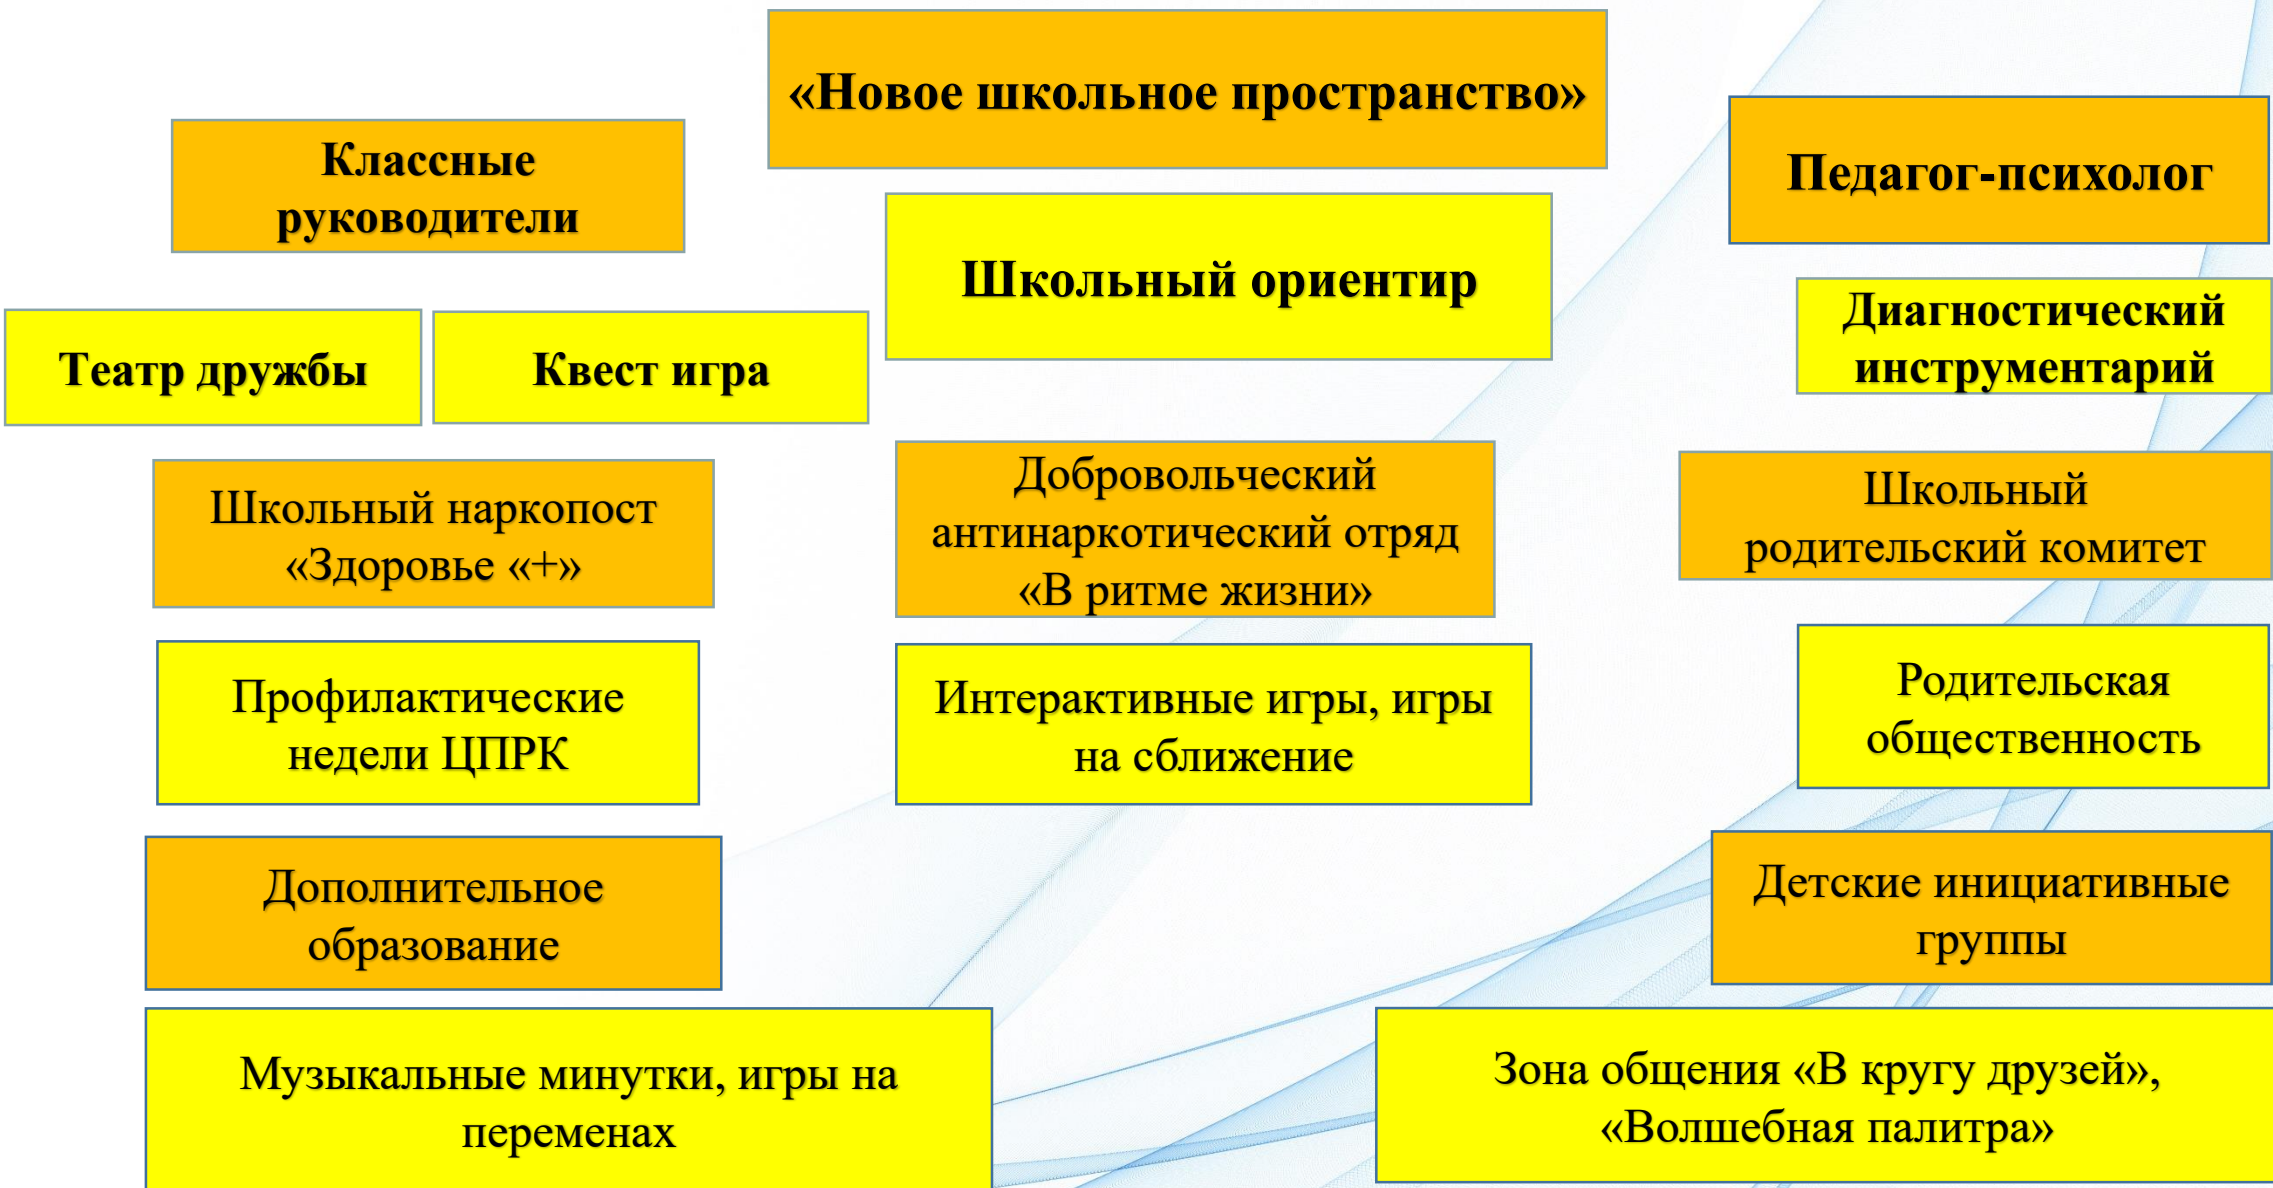 «Новое школьное пространство»
Классные
руководители
Педагог-психолог
Школьный ориентир
Театр дружбы
Квест игра
Диагностический
инструментарий
Школьный наркопост
«Здоровье «+»
Добровольческий
антинаркотический отряд
«В ритме жизни»
Школьный
родительский комитет
Профилактические
недели ЦПРК
Интерактивные игры, игры
на сближение
Родительская
общественность
Дополнительное
образование
Детские инициативные
группы
Музыкальные минутки, игры на
переменах
Зона общения «В кругу друзей»,
«Волшебная палитра»